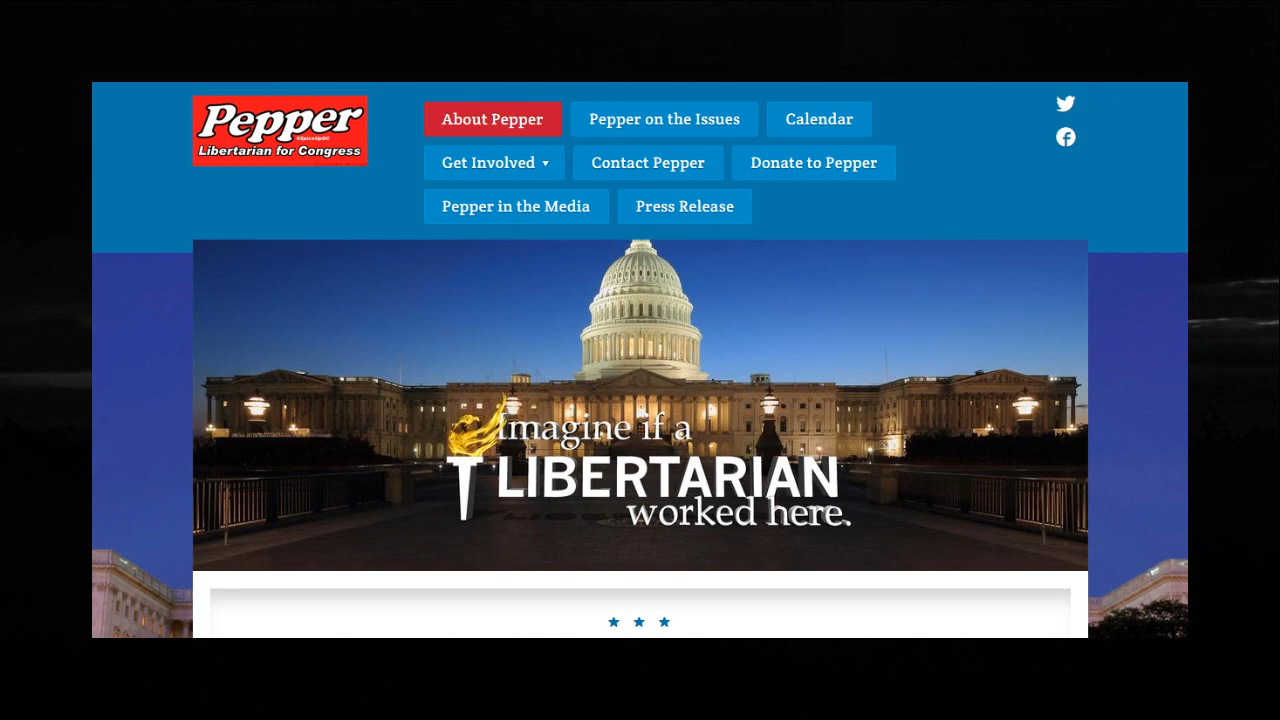 Pepper
Libertarian for Congress
About Pepper
Pepper on the Issues
Calendar
Get Involved
Contact Pepper
Donate to Pepper
Pepper in the Media
Press Release
Imagine if a
LIBERTARIAN
worked here.